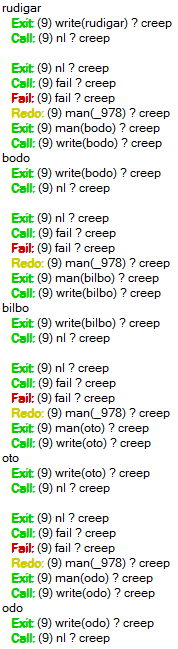 rudigar
Exit: (9) write(rudigar) ? creep
Call: (9) nl ? creep
Exit: (9) nl ? creep
Call: (9) fail ? creep
Fail: (9) fail ? creep
Redo: (9) man(_978) ? creep
Exit: (9) man(bodo) ? creep
Call: (9) write(bodo) ? creep
bodo
Exit: (9) write(bodo) ? creep
Call: (9) nl ? creep
Exit: (9) nl ? creep
Call: (9) fail ? creep
Fail: (9) fail ? creep
Redo: (9) man(_978) ? creep
Exit: (9) man(bilbo) ? creep
Call: (9) write(bilbo) ? creep
bilbo
Exit: (9) write(bilbo) ? creep
Call: (9) nl ? creep
Exit: (9) nl ? creep
Call: (9) fail ? creep
Fail: (9) fail ? creep
Redo: (9) man(_978) ? creep
Exit: (9) man(oto) ? creep
Call: (9) write(oto) ? creep
oto
Exit: (9) write(oto) ? creep
Call: (9) nl ? creep
Exit: (9) nl ? creep
Call: (9) fail ? creep
Fail: (9) fail ? creep
Redo: (9) man(_978) ? creep
Exit: (9) man(odo) ? creep
Call: (9) write(odo) ? creep
odo
Exit: (9) write(odo) ? creep
Call: (9) nl ? creep